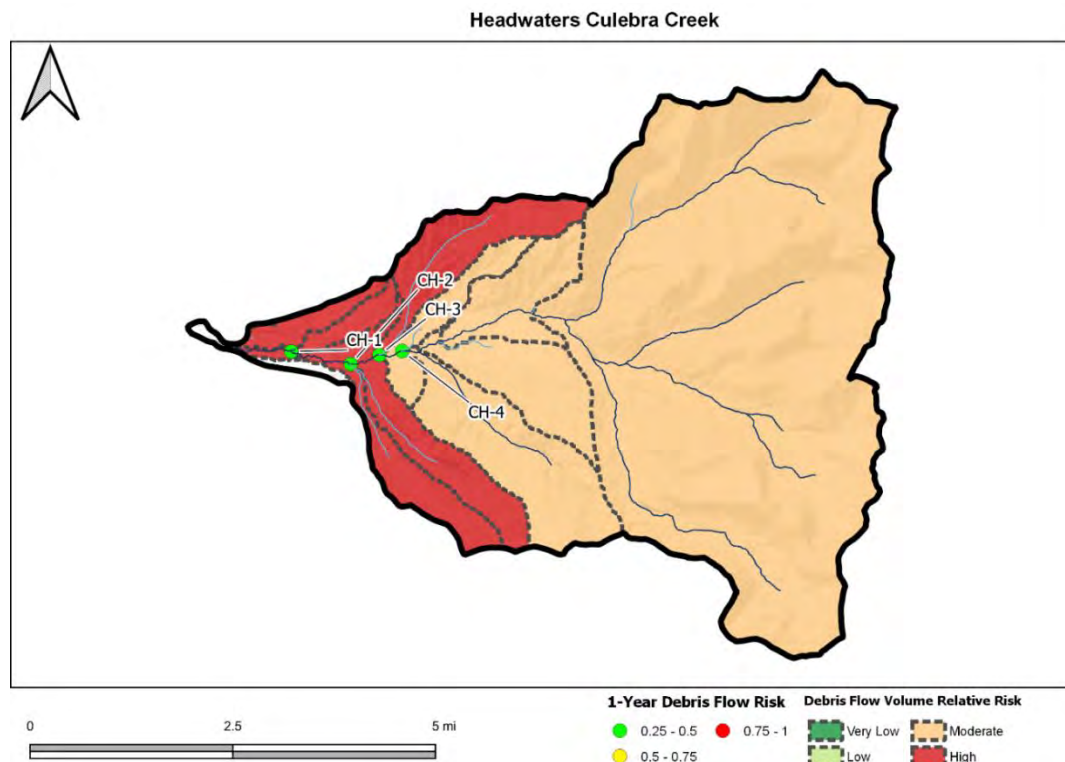 Headwaters Culebra Creek
CH-2
CH-3
CH-1
CH-4
0 2.5 5 mi
1-Year Debris Flow Risk
0.25 - 0.5
0.75 - 1
0.5 - 0.75
Debris Flow Volume Relative Risk
Very Low
Moderate
Low
High